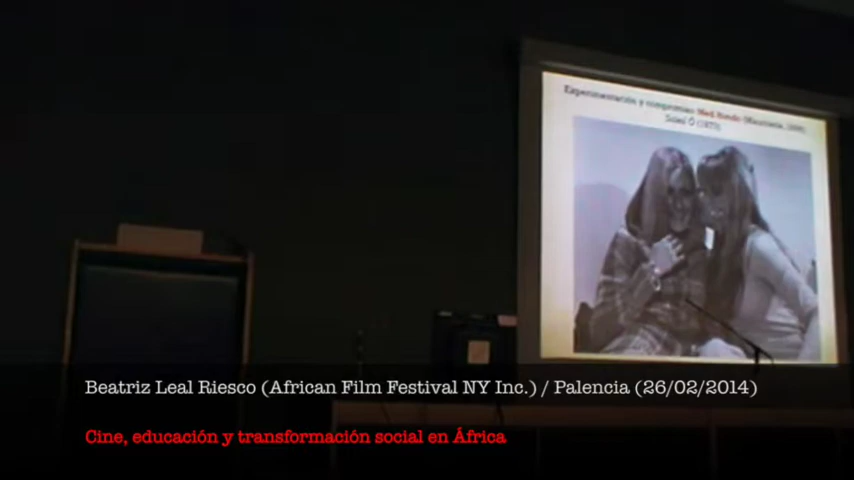 Experimentación y compromiso: Med Hondo (Mauritania, 1936)
Soleil Ô (1970)
Beatriz Leal Riesco (African Film Festival NY Inc.) / Palencia (26/02/2014)
Cine, educación y transformación social en África